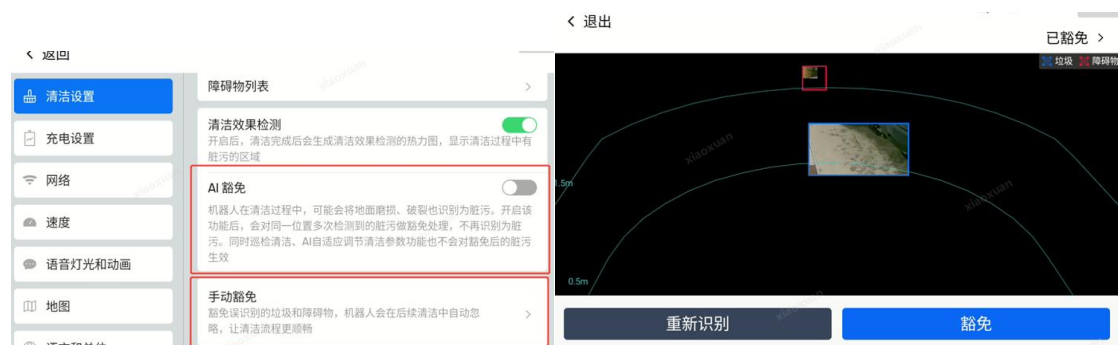 返回
清洁设置
充电设置
网络
速度
语音灯光和动画
地图
障碍物列表
清洁效果检测
开启后，清洁完成后会生成清洁效果检测的热力图，显示清洁过程中有
脏污的区域
AI 豁免
机器人在清洁过程中，可能会将地面磨损、破裂也识别为脏污。开启该
功能后，会对同一位置多次检测到的脏污做豁免处理，不再识别为脏
污。同时巡检清洁、AI自适应调节清洁参数功能也不会对豁免后的脏污
生效
手动豁免
豁免误识别的垃圾和障碍物，机器人会在后续清洁中自动忽
略，让清洁流程更顺畅
退出
已豁免
垃圾 障碍物
1.5m
0.5m
重新识别
豁免
xiaoxuan
xiaoxuan
xiaoxuan
xiaoxuan